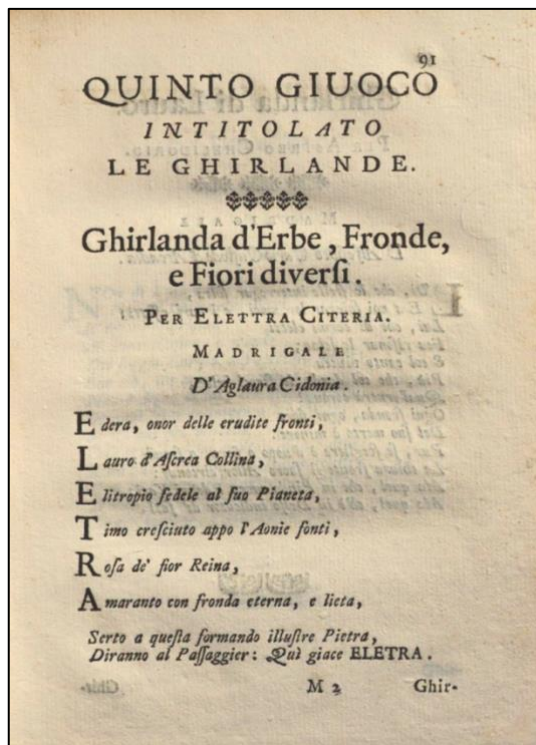 91
QUINTO GIUOCO
INTITOLATO
LE GHIRLANDE.
Ghirlanda d'Erbe, Fronde,
e Fiori diverſi.
PER ELETTRA CITERIA.
MADRIGALE
D'Aglaura Cidonia.
Edera, onor delle erudite fronti,
Lauro d'Aſcrea Collina,
Elitropio fedele al ſuo Pianeta,
Timo creſciuto appo l'Aonie fonti,
Roſa de' fior Reina,
Amaranto con fronda eterna, e lieta,
Serto a queſta formando illuſtre Pietra,
Diranno al Paſſaggier: Quì giace ELETRA.
M 2 Ghir-